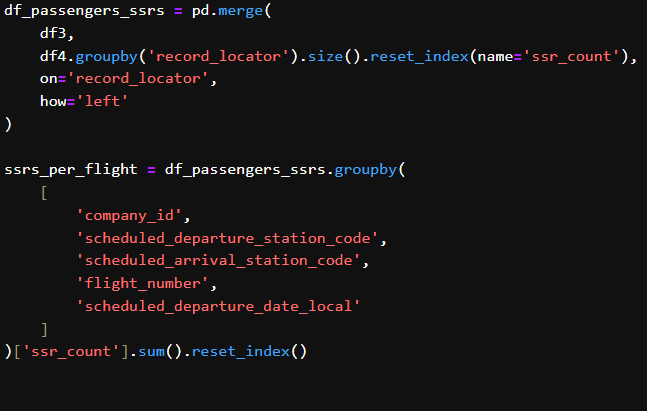 df_passengers_ssrs = pd.merge(
    df3,
    df4.groupby('record_locator').size().reset_index(name='ssr_count'),
    on='record_locator',
    how='left'
)

ssrs_per_flight = df_passengers_ssrs.groupby(
    [
        'company_id',
        'scheduled_departure_station_code',
        'scheduled_arrival_station_code',
        'flight_number',
        'scheduled_departure_date_local'
    ]
)['ssr_count'].sum().reset_index()